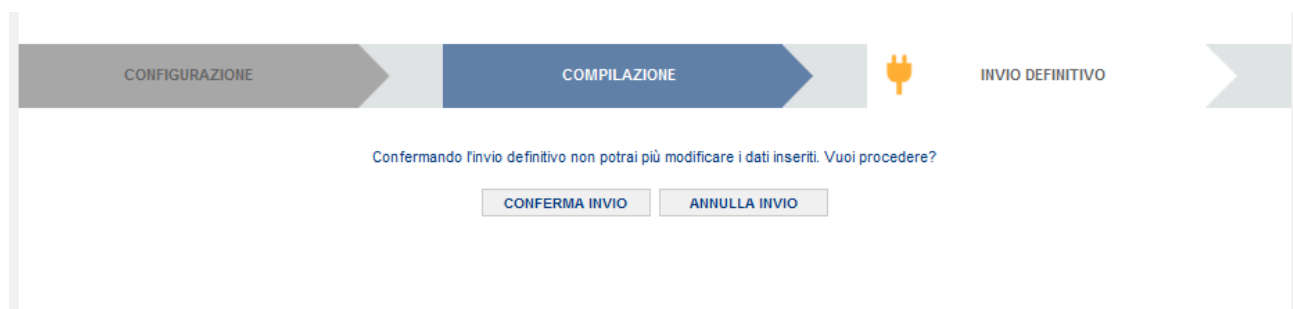 CONFIGURAZIONE
COMPILAZIONE
INVIO DEFINITIVO
Confermando l'invio definitivo non potrai più modificare i dati inseriti. Vuoi procedere?
CONFERMA INVIO
ANNULLA INVIO